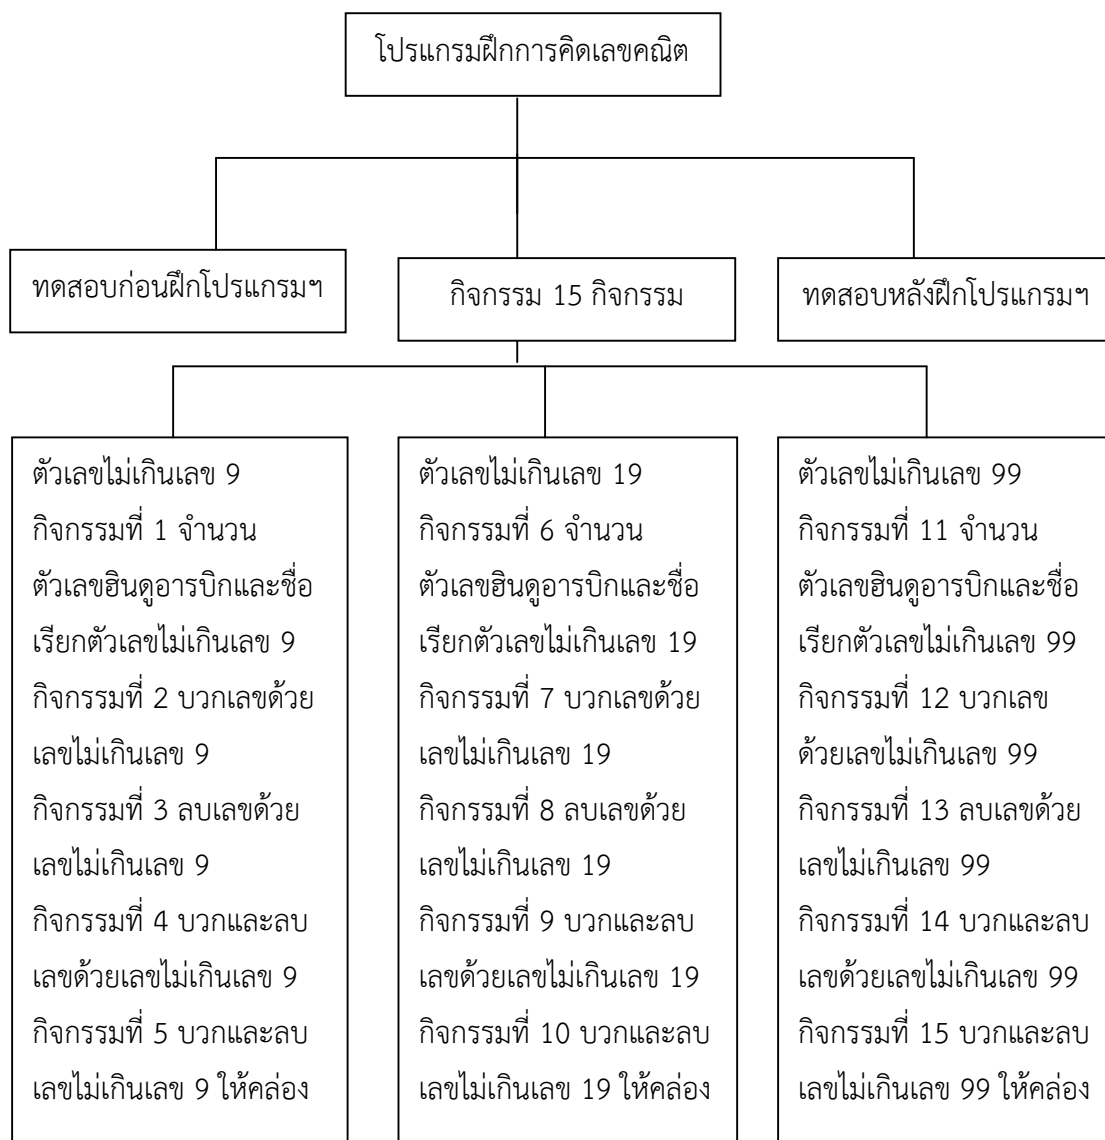 โปรแกรมฝึกการคิดเลขคณิต
ทดสอบก่อนฝึกโปรแกรมฯ
กิจกรรม 15 กิจกรรม
ทดสอบหลังฝึกโปรแกรมฯ
ตัวเลขไม่เกินเลข 9
กิจกรรมที่ 1 จำนวน
ตัวเลขฮินดูอารบิกและชื่อ
เรียกตัวเลขไม่เกินเลข 9
กิจกรรมที่ 2 บวกเลขด้วย
เลขไม่เกินเลข 9
กิจกรรมที่ 3 ลบเลขด้วย
เลขไม่เกินเลข 9
กิจกรรมที่ 4 บวกและลบ
เลขด้วยเลขไม่เกินเลข 9
กิจกรรมที่ 5 บวกและลบ
เลขไม่เกินเลข 9 ให้คล่อง
ตัวเลขไม่เกินเลข 19
กิจกรรมที่ 6 จำนวน
ตัวเลขฮินดูอารบิกและชื่อ
เรียกตัวเลขไม่เกินเลข 19
กิจกรรมที่ 7 บวกเลขด้วย
เลขไม่เกินเลข 19
กิจกรรมที่ 8 ลบเลขด้วย
เลขไม่เกินเลข 19
กิจกรรมที่ 9 บวกและลบ
เลขด้วยเลขไม่เกินเลข 19
กิจกรรมที่ 10 บวกและลบ
เลขไม่เกินเลข 19 ให้คล่อง
ตัวเลขไม่เกินเลข 99
กิจกรรมที่ 11 จำนวน
ตัวเลขฮินดูอารบิกและชื่อ
เรียกตัวเลขไม่เกินเลข 99
กิจกรรมที่ 12 บวกเลข
ด้วยเลขไม่เกินเลข 99
กิจกรรมที่ 13 ลบเลขด้วย
เลขไม่เกินเลข 99
กิจกรรมที่ 14 บวกและลบ
เลขด้วยเลขไม่เกินเลข 99
กิจกรรมที่ 15 บวกและลบ
เลขไม่เกินเลข 99 ให้คล่อง